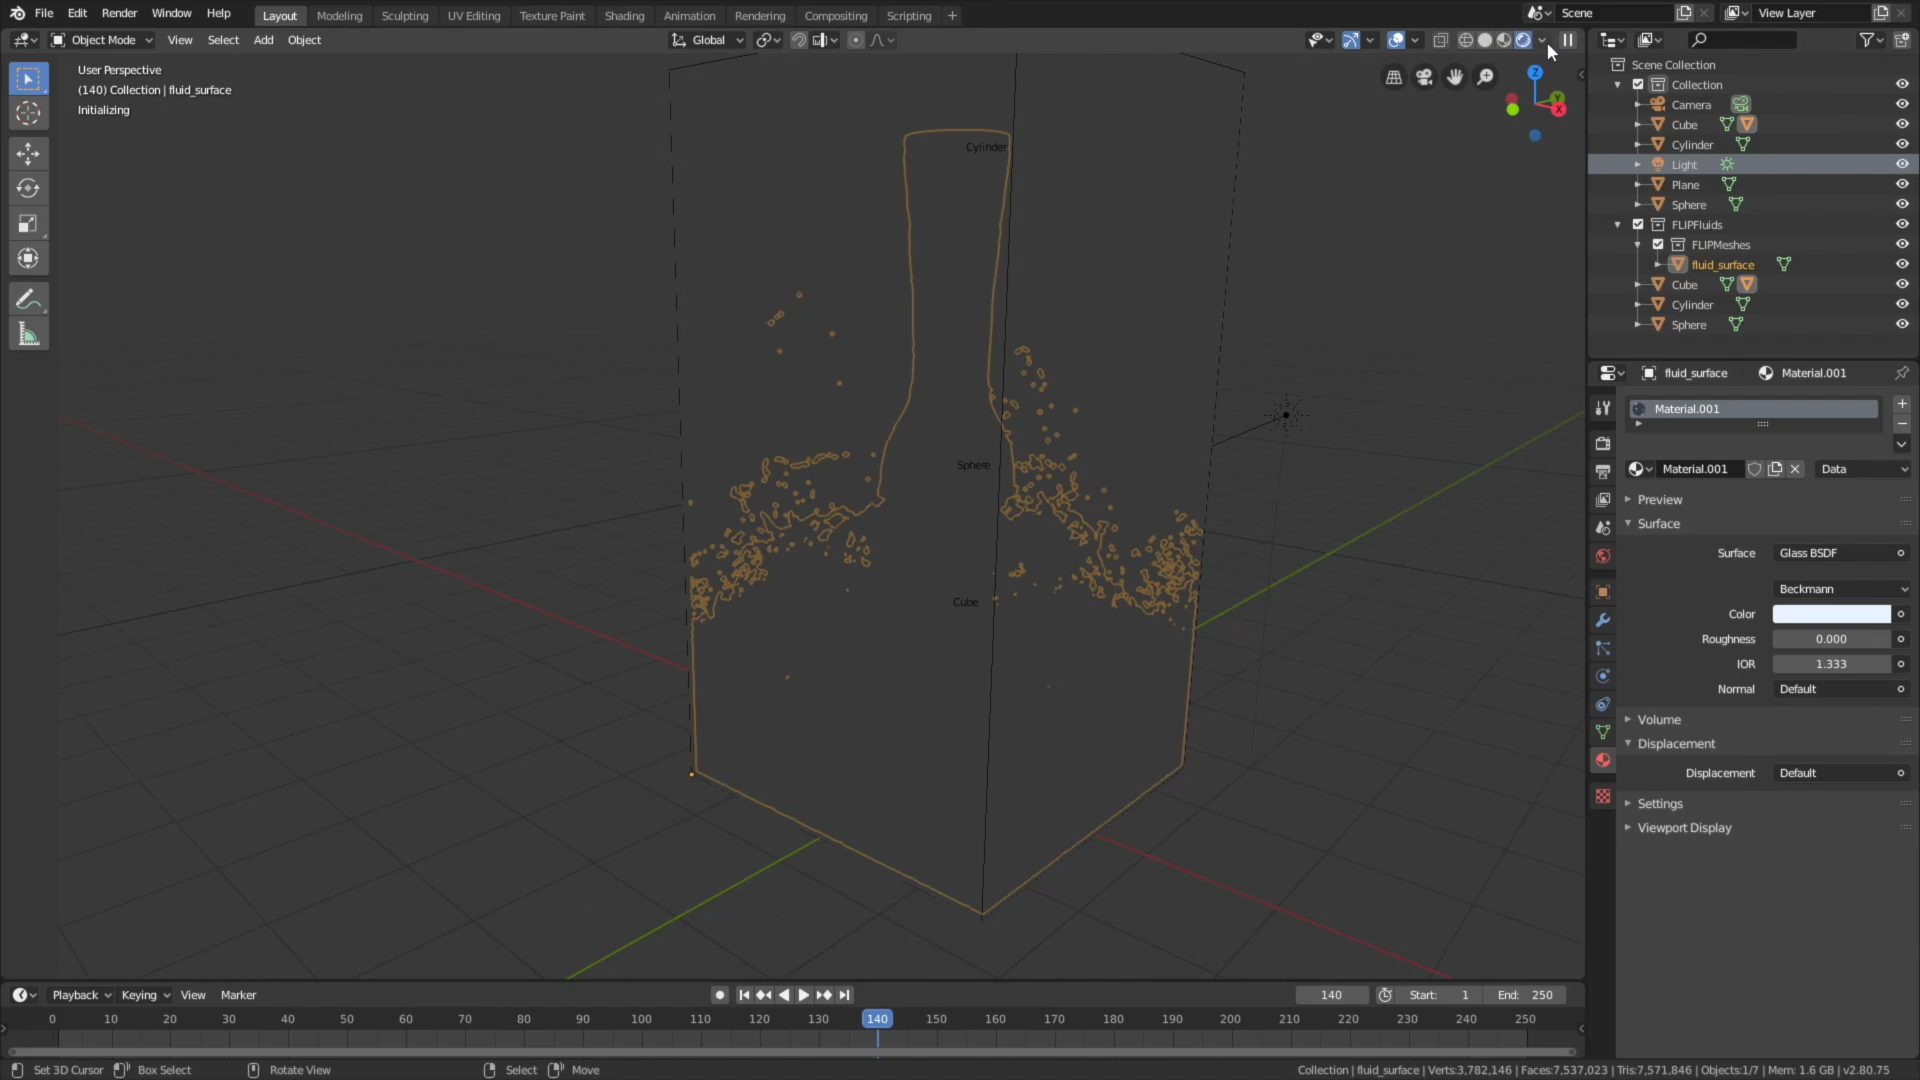 File Edit Render Window Help Layout Modeling Sculpting UV Editing Texture Paint Shading Animation Rendering Compositing Scripting + Scene View Layer
Object Mode View Select Add Object Global
User Perspective
(140) Collection | fluid_surface
Initializing
Z
Y
X
Cylinder
Sphere
Cube
Scene Collection
Collection
Camera
Cube
Cylinder
Light
Plane
Sphere
FLIPFluids
FLIPMeshes
fluid_surface
Cube
Cylinder
Sphere
fluid_surface Material.001
Material.001
Material.001 Data
Preview
Surface
Surface Glass BSDF
Beckmann
Color
Roughness 0.000
IOR 1.333
Normal Default
Volume
Displacement
Displacement Default
Settings
Viewport Display
Playback Keying View Marker 140 Start: 1 End: 250
0 10 20 30 40 50 60 70 80 90 100 110 120 130 140 150 160 170 180 190 200 210 220 230 240 250
Set 3D Cursor Box Select Rotate View Select Move Collection | fluid_surface | Verts:3,782,146 | Faces:7,537,023 | Tris:7,571,846 | Objects:1/7 | Mem: 1.6 GB | v2.80.75